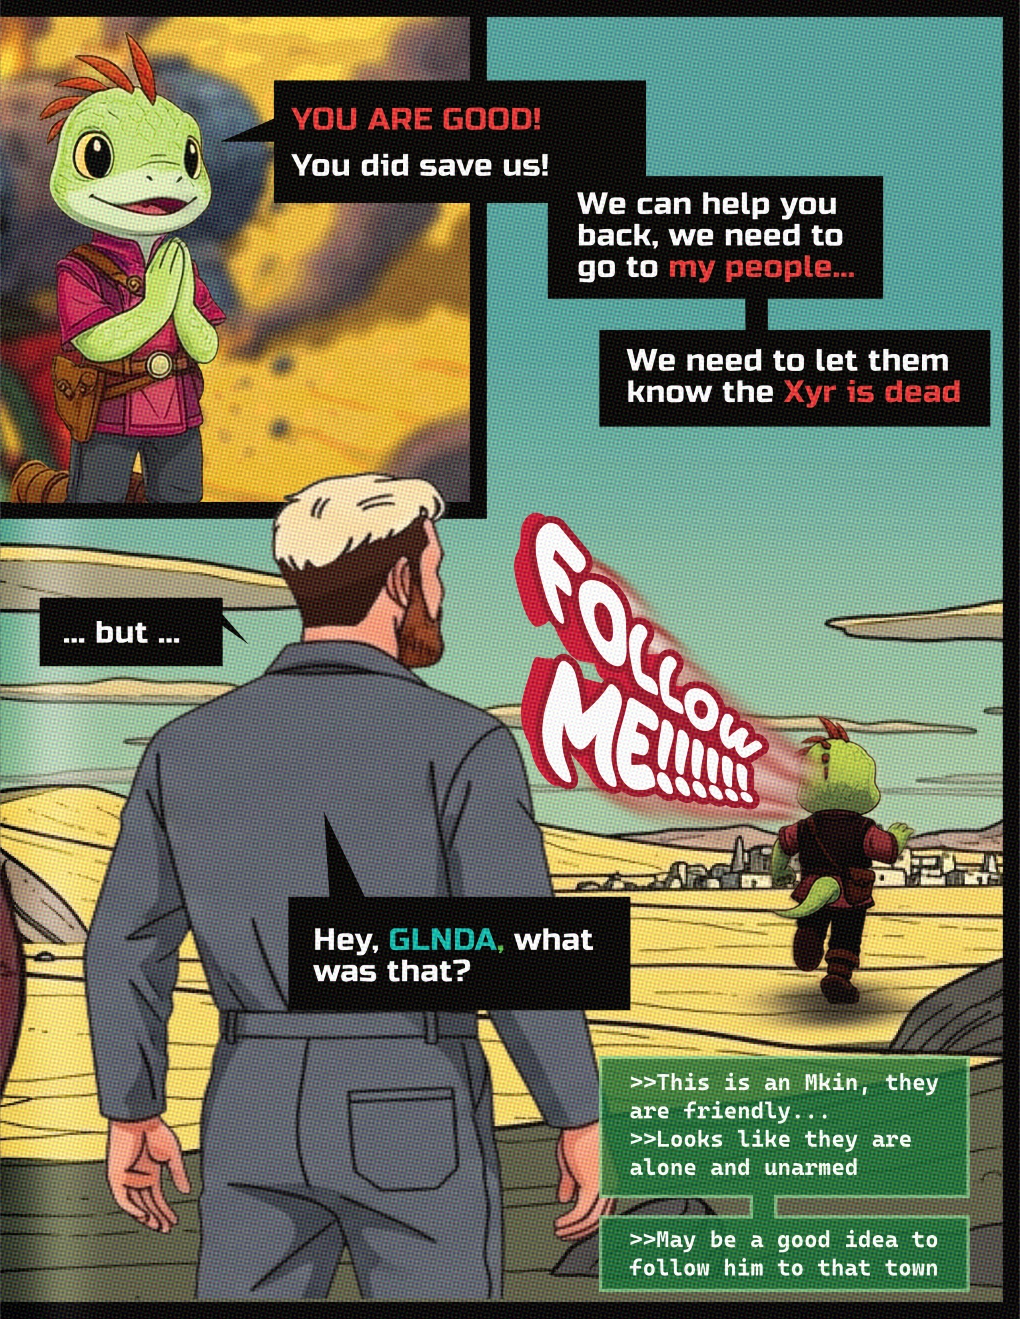 YOU ARE GOOD!
You did save us!
We can help you
back, we need to
go to my people...
We need to let them
know the Xyr is dead
... but ...
FOLLOW
ME!!!!!!!
Hey, GLNDA, what
was that?
>>This is an Mkin, they
are friendly...
>>Looks like they are
alone and unarmed
>>May be a good idea to
follow him to that town